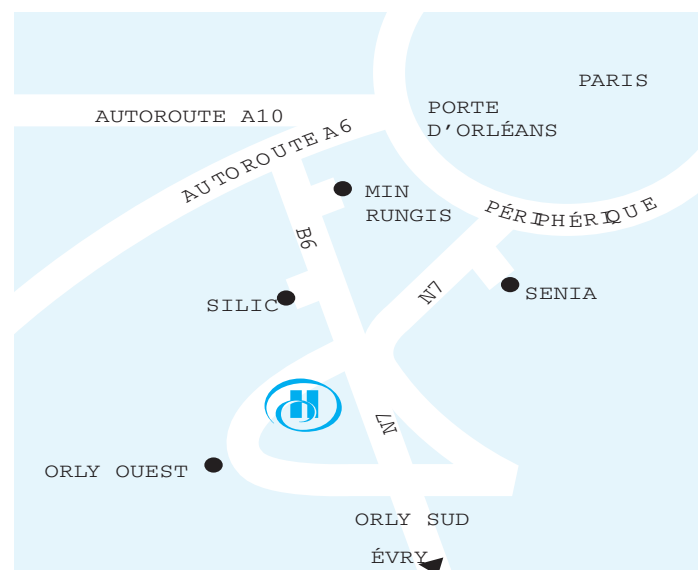 PARIS
AUTOROUTE A10
PORTE
D'ORLÉANS
AUTOROUTE A6
MIN
RUNGIS
PÉRIPHÉRIQUE
B6
N7
SENIA
SILIC
N7
ORLY OUEST
ORLY SUD
ÉVRY